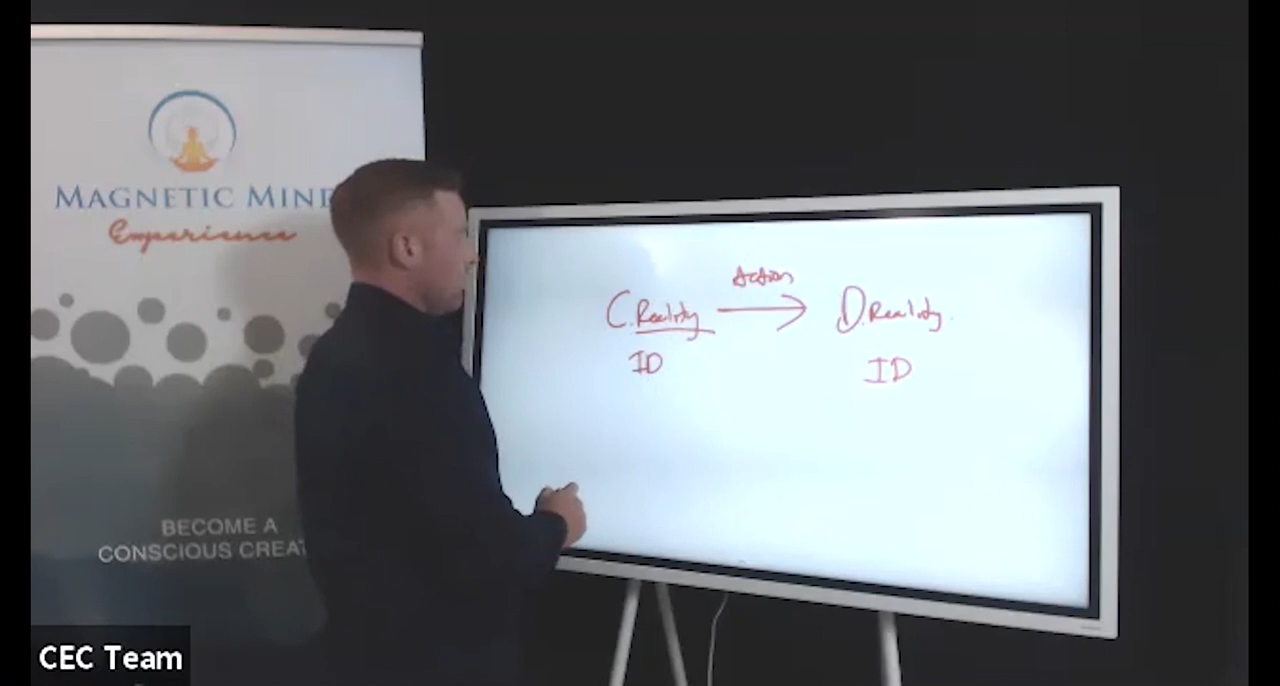 MAGNETIC MIND
Experience
BECOME A
CONSCIOUS CREAT
Action
C.Reality → D.Reality.
ID ID
CEC Team